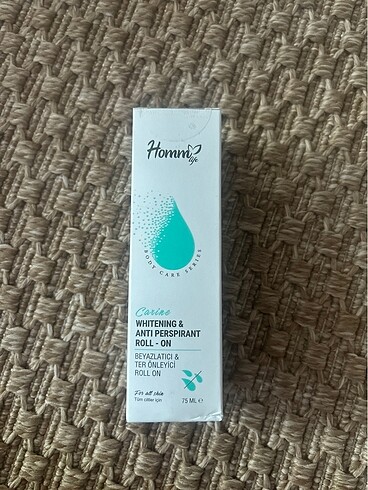 Homm
life
BODY CARE SERIES
Carine
WHITENING &
ANTI PERSPIRANT
ROLL - ON
BEYAZLATICI &
TER ÖNLEYİCİ
ROLL ON
For all skin
Tüm ciltler için
75 ML ℮